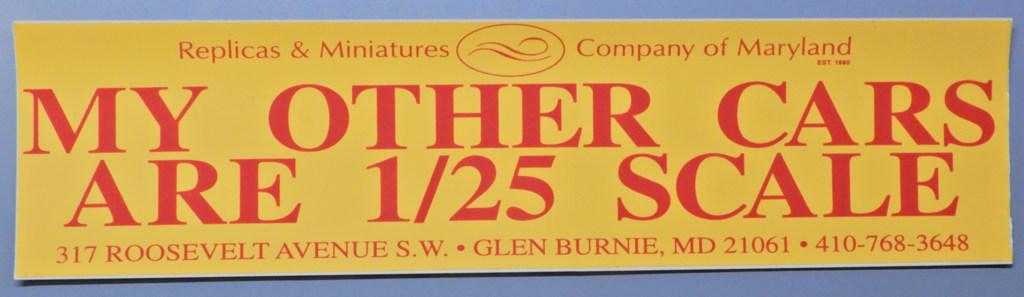 Replicas & Miniatures Company of Maryland
EST. 1980
MY OTHER CARS
ARE 1/25 SCALE
317 ROOSEVELT AVENUE S.W. • GLEN BURNIE, MD 21061 • 410-768-3648